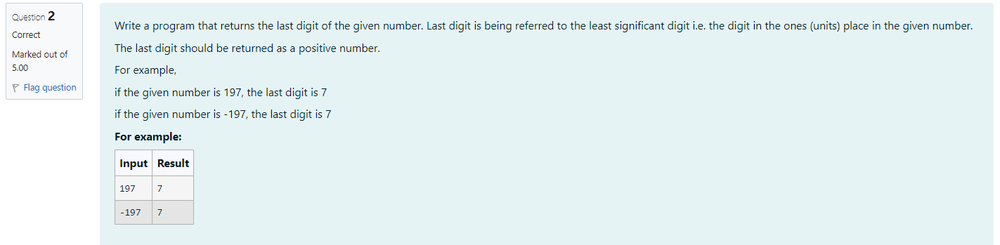 Question 2
Correct
Marked out of
5.00
Flag question
Write a program that returns the last digit of the given number. Last digit is being referred to the least significant digit i.e. the digit in the ones (units) place in the given number.
The last digit should be returned as a positive number.
For example,
if the given number is 197, the last digit is 7
if the given number is -197, the last digit is 7
For example:
Input Result
197 7
-197 7